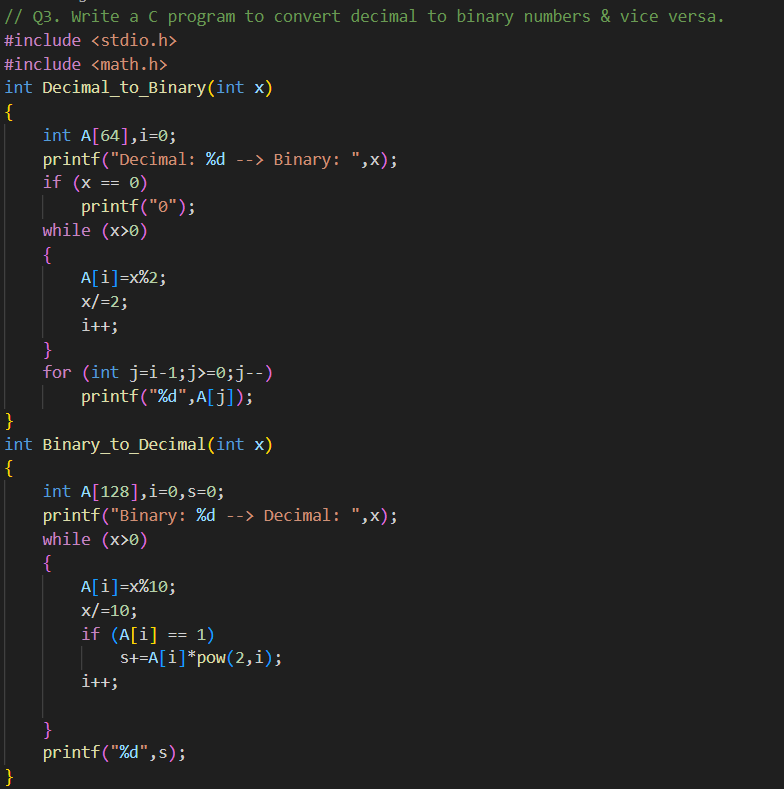 // Q3. Write a C program to convert decimal to binary numbers & vice versa.
#include <stdio.h>
#include <math.h>
int Decimal_to_Binary(int x)
{
    int A[64],i=0;
    printf("Decimal: %d --> Binary: ",x);
    if (x == 0)
        printf("0");
    while (x>0)
    {
        A[i]=x%2;
        x/=2;
        i++;
    }
    for (int j=i-1;j>=0;j--)
        printf("%d",A[j]);
}
int Binary_to_Decimal(int x)
{
    int A[128],i=0,s=0;
    printf("Binary: %d --> Decimal: ",x);
    while (x>0)
    {
        A[i]=x%10;
        x/=10;
        if (A[i] == 1)
            s+=A[i]*pow(2,i);
        i++;

    }
    printf("%d",s);
}